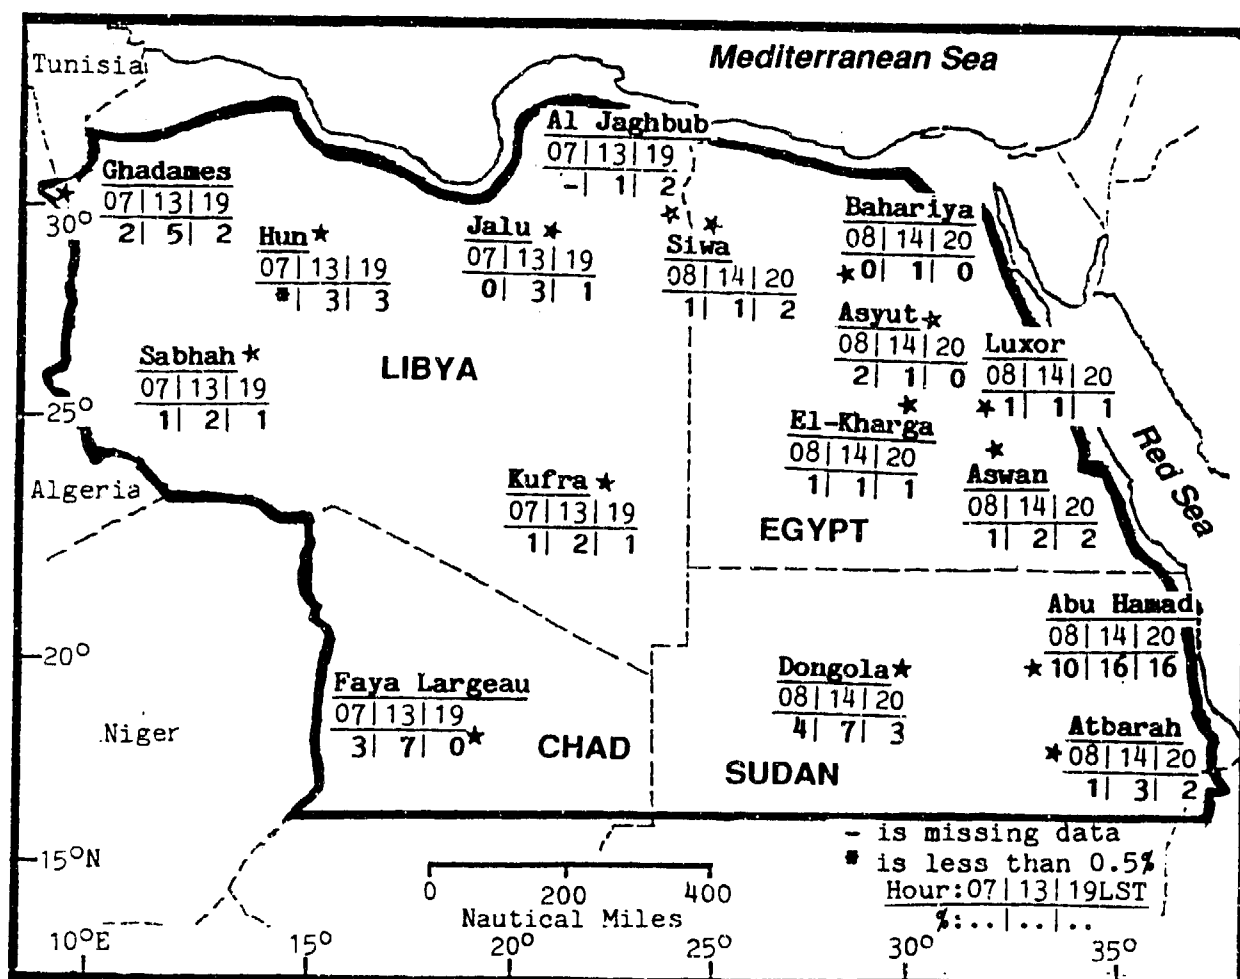 Mediterranean Sea
Tunisia
Al Jaghbub
07|13|19
-| 1| 2
Ghadames
07|13|19
2| 5| 2
30°
Hun
07|13|19
*| 3| 3
Jalu
07|13|19
0| 3| 1
Siwa
08|14|20
1| 1| 2
Bahariya
08|14|20
0| 1| 0
Asyut
08|14|20
2| 1| 0
Luxor
08|14|20
1| 1| 1
Sabhah
07|13|19
1| 2| 1
LIBYA
25°
El-Kharga
08|14|20
1| 1| 1
Red Sea
Algeria
Kufra
07|13|19
1| 2| 1
Aswan
08|14|20
1| 2| 2
EGYPT
Abu Hamad
08|14|20
10|16|16
20°
Faya Largeau
07|13|19
3| 7| 0
Dongola
08|14|20
4| 7| 3
Niger
CHAD
SUDAN
Atbarah
08|14|20
1| 3| 2
- is missing data
* is less than 0.5%
Hour:07|13|19LST
%:..|..|..
15°N
0 200 400
Nautical Miles
10°E 15° 20° 25° 30° 35°